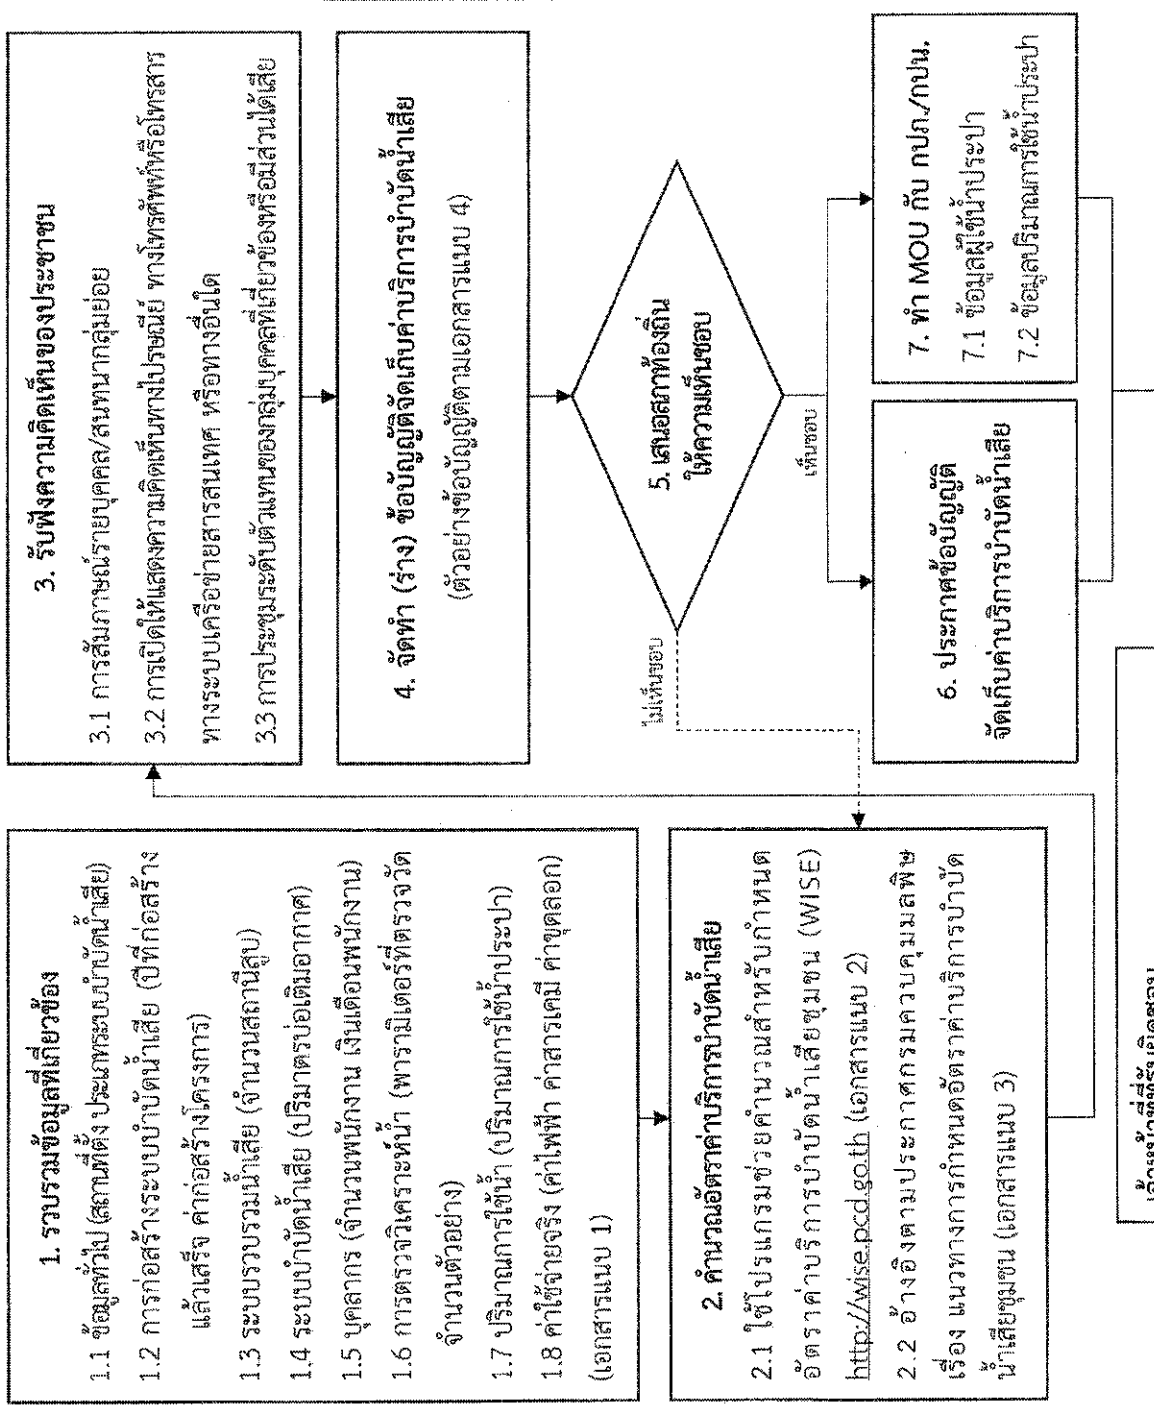 1. รวบรวมข้อมูลที่เกี่ยวข้อง
1.1 ข้อมูลทั่วไป (สถานที่ตั้ง ประเภทระบบบำบัดน้ำเสีย)
1.2 การก่อสร้างระบบบำบัดน้ำเสีย (ปีที่ก่อสร้าง
แล้วเสร็จ ค่าก่อสร้างโครงการ)
1.3 ระบบรวบรวมน้ำเสีย (จำนวนสถานีสูบ)
1.4 ระบบบำบัดน้ำเสีย (ปริมาตรบ่อเติมอากาศ)
1.5 บุคลากร (จำนวนพนักงาน เงินเดือนพนักงาน)
1.6 การตรวจวิเคราะห์น้ำ (พารามิเตอร์ที่ตรวจวัด
จำนวนตัวอย่าง)
1.7 ปริมาณการใช้น้ำ (ปริมาณการใช้น้ำประปา)
1.8 ค่าใช้จ่ายจริง (ค่าไฟฟ้า ค่าสารเคมี ค่าขุดลอก)
(เอกสารแนบ 1)
2. คำนวณอัตราค่าบริการบำบัดน้ำเสีย
2.1 ใช้โปรแกรมช่วยคำนวณสำหรับกำหนด
อัตราค่าบริการบำบัดน้ำเสียชุมชน (WISE)
http://wise.pcd.go.th (เอกสารแนบ 2)
2.2 อ้างอิงตามประกาศกรมควบคุมมลพิษ
เรื่อง แนวทางการกำหนดอัตราค่าบริการบำบัด
น้ำเสียชุมชน (เอกสารแนบ 3)
3. รับฟังความคิดเห็นของประชาชน
3.1 การสัมภาษณ์รายบุคคล/สนทนากลุ่มย่อย
3.2 การเปิดให้แสดงความคิดเห็นทางไปรษณีย์ ทางโทรศัพท์หรือโทรสาร
ทางระบบเครือข่ายสารสนเทศ หรือทางอื่นใด
3.3 การประชุมระดับตัวแทนของกลุ่มบุคคลที่เกี่ยวข้องหรือมีส่วนได้เสีย
4. จัดทำ (ร่าง) ข้อบัญญัติจัดเก็บค่าบริการบำบัดน้ำเสีย
(ตัวอย่างข้อบัญญัติตามเอกสารแนบ 4)
5. เสนอสภาท้องถิ่น
ให้ความเห็นชอบ
ไม่เห็นชอบ
เห็นชอบ
6. ประกาศข้อบัญญัติ
จัดเก็บค่าบริการบำบัดน้ำเสีย
7. ทำ MOU กับ กปภ./กปน.
7.1 ข้อมูลผู้ใช้น้ำประปา
7.2 ข้อมูลปริมาณการใช้น้ำประปา